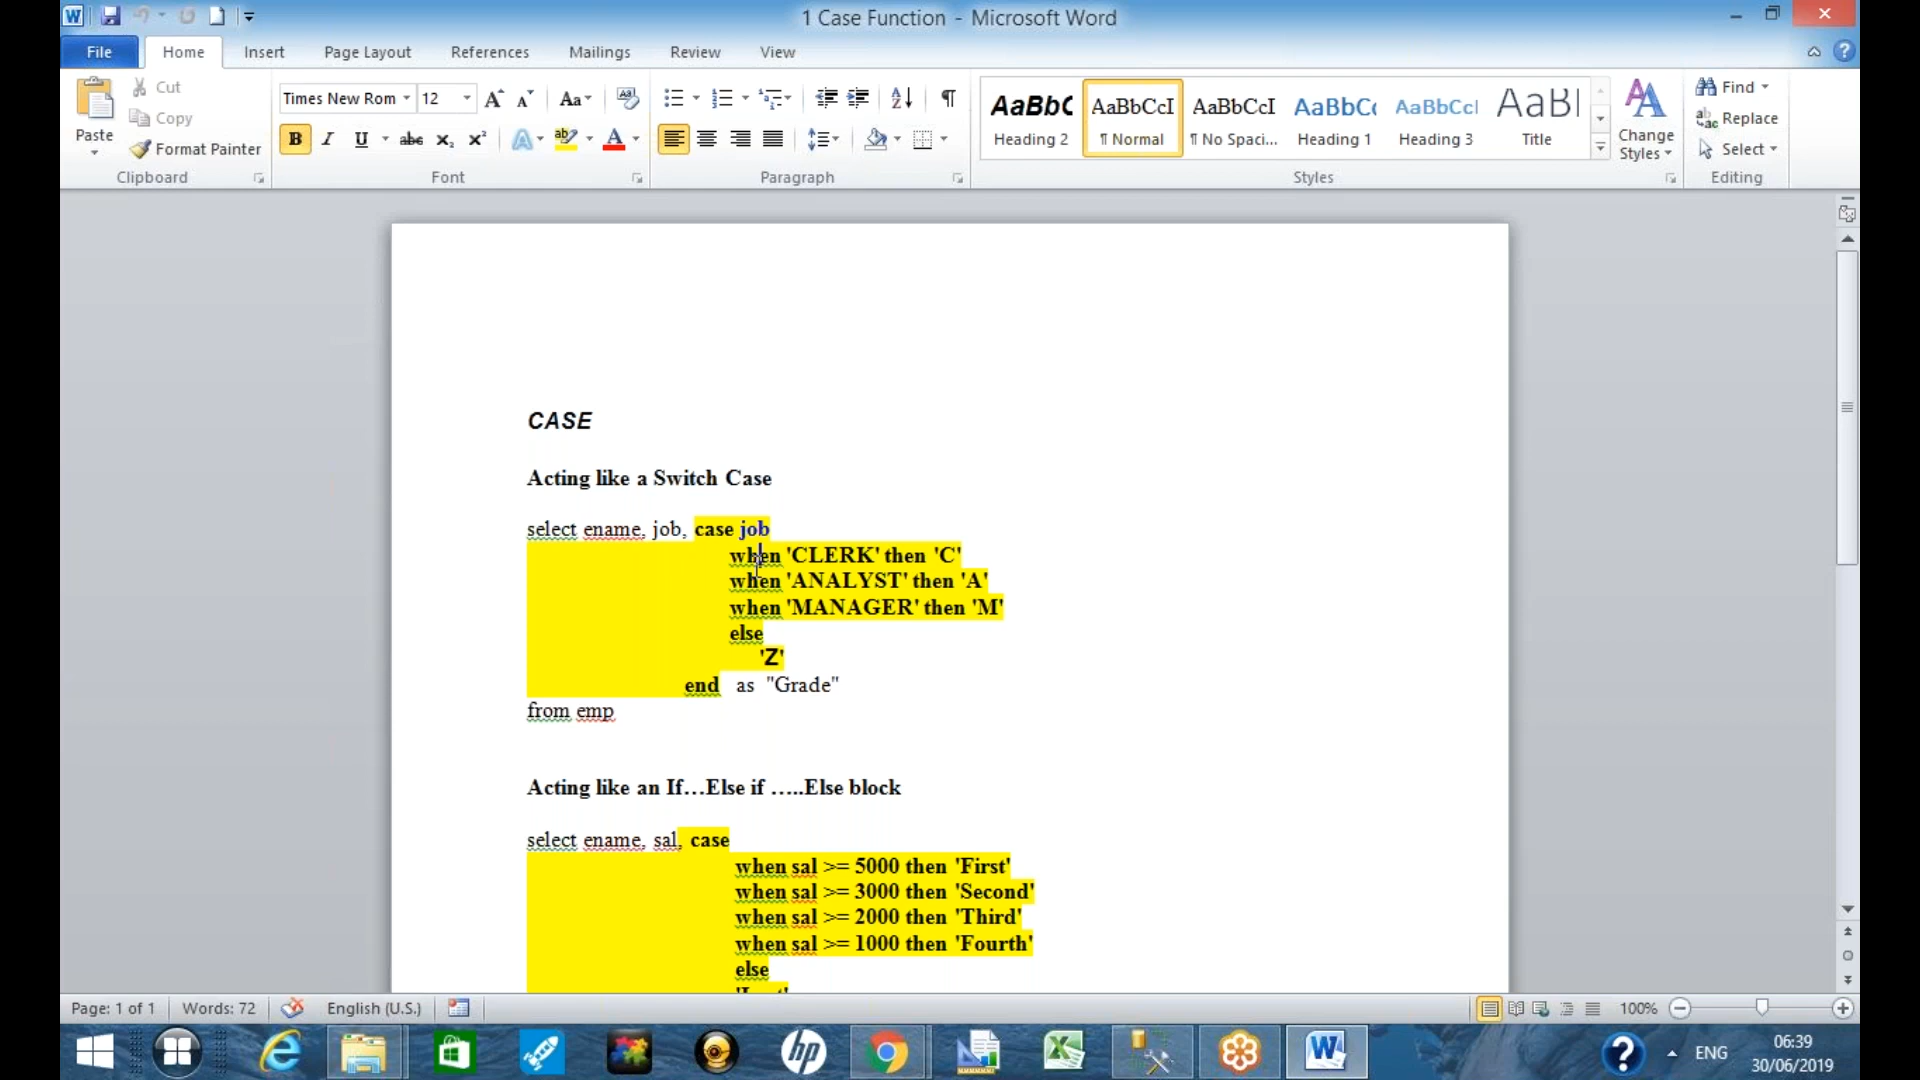 1 Case Function - Microsoft Word
File Home Insert Page Layout References Mailings Review View
Paste
Cut
Copy
Format Painter
Clipboard
Times New Rom 12
Font
Paragraph
AaBbC AaBbCcI AaBbCcI AaBbC AaBbCcI AaBl
Heading 2 ¶ Normal ¶ No Spaci... Heading 1 Heading 3 Title
Change
Styles
Styles
Find
Replace
Select
Editing
CASE
Acting like a Switch Case
select ename, job, case job
when 'CLERK' then 'C'
when 'ANALYST' then 'A'
when 'MANAGER' then 'M'
else
'Z'
end as "Grade"
from emp
Acting like an If…Else if …..Else block
select ename, sal, case
when sal >= 5000 then 'First'
when sal >= 3000 then 'Second'
when sal >= 2000 then 'Third'
when sal >= 1000 then 'Fourth'
else
Page: 1 of 1 Words: 72 English (U.S.) 100%
ENG
06:39
30/06/2019